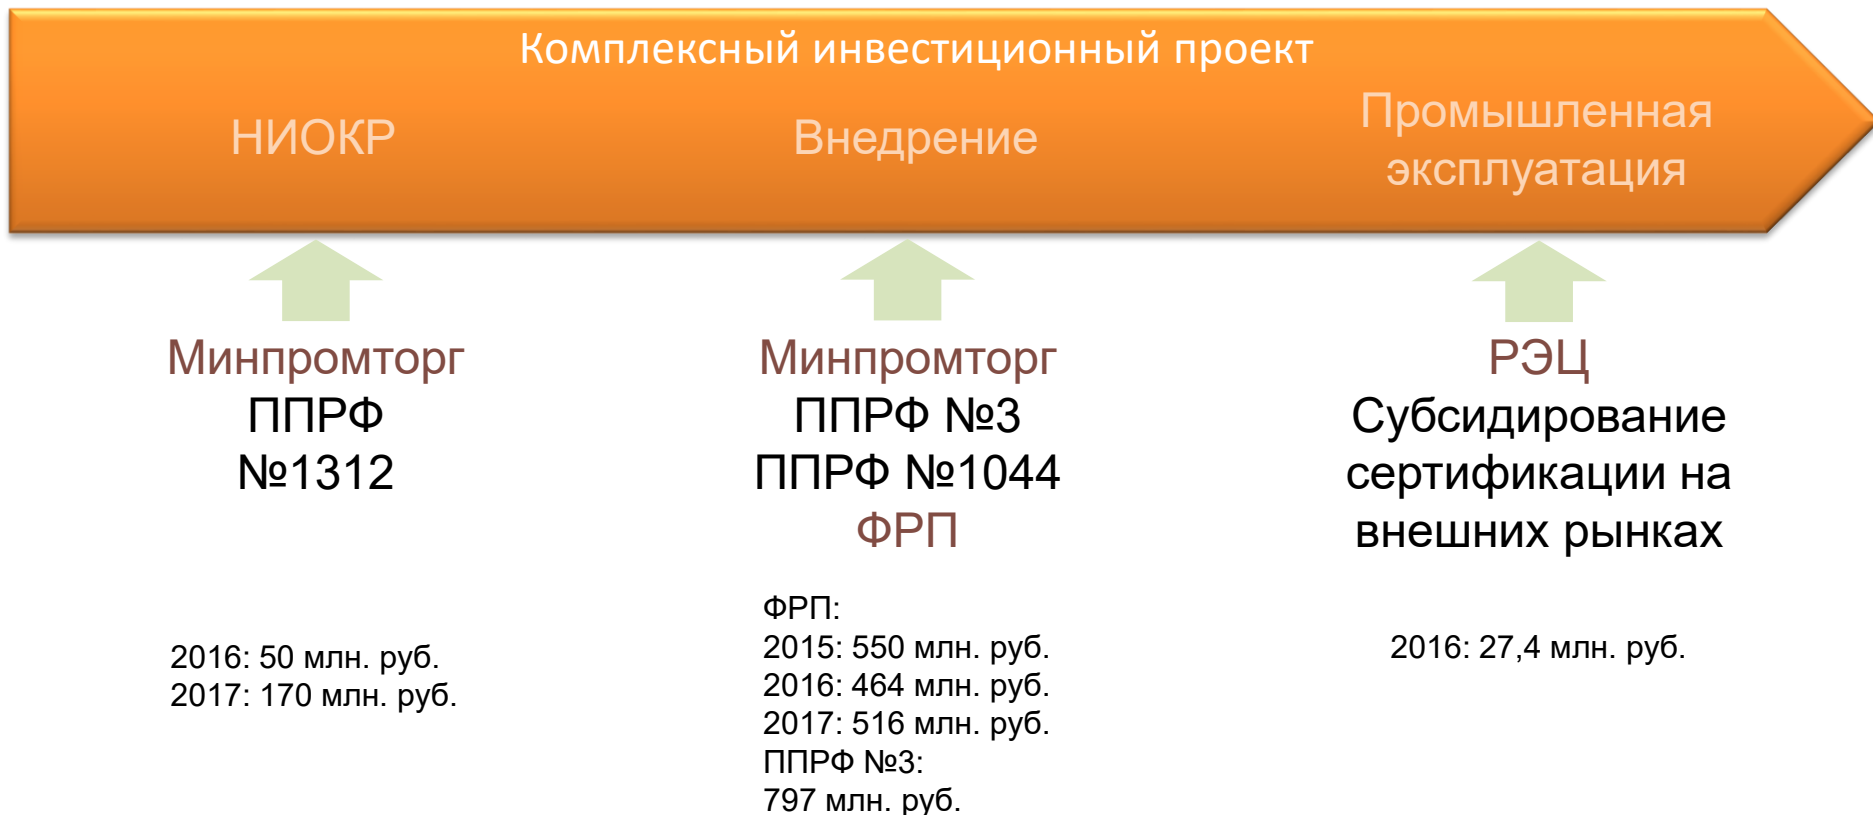 Комплексный инвестиционный проект
НИОКР
Внедрение
Промышленная
эксплуатация
Минпромторг
ППРФ
№1312
2016: 50 млн. руб.
2017: 170 млн. руб.
Минпромторг
ППРФ №3
ППРФ №1044
ФРП
ФРП:
2015: 550 млн. руб.
2016: 464 млн. руб.
2017: 516 млн. руб.
ППРФ №3:
797 млн. руб.
РЭЦ
Субсидирование
сертификации на
внешних рынках
2016: 27,4 млн. руб.